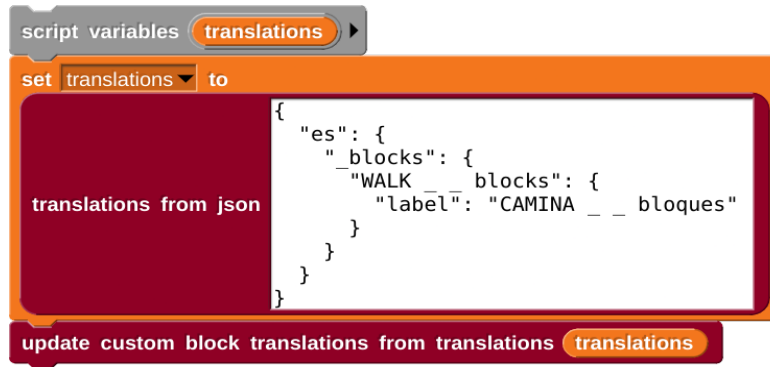 script variables translations
set translations to
translations from json
{
  "es": {
    "_blocks": {
      "WALK _ _ blocks": {
        "label": "CAMINA _ _ bloques"
      }
    }
  }
}
update custom block translations from translations translations